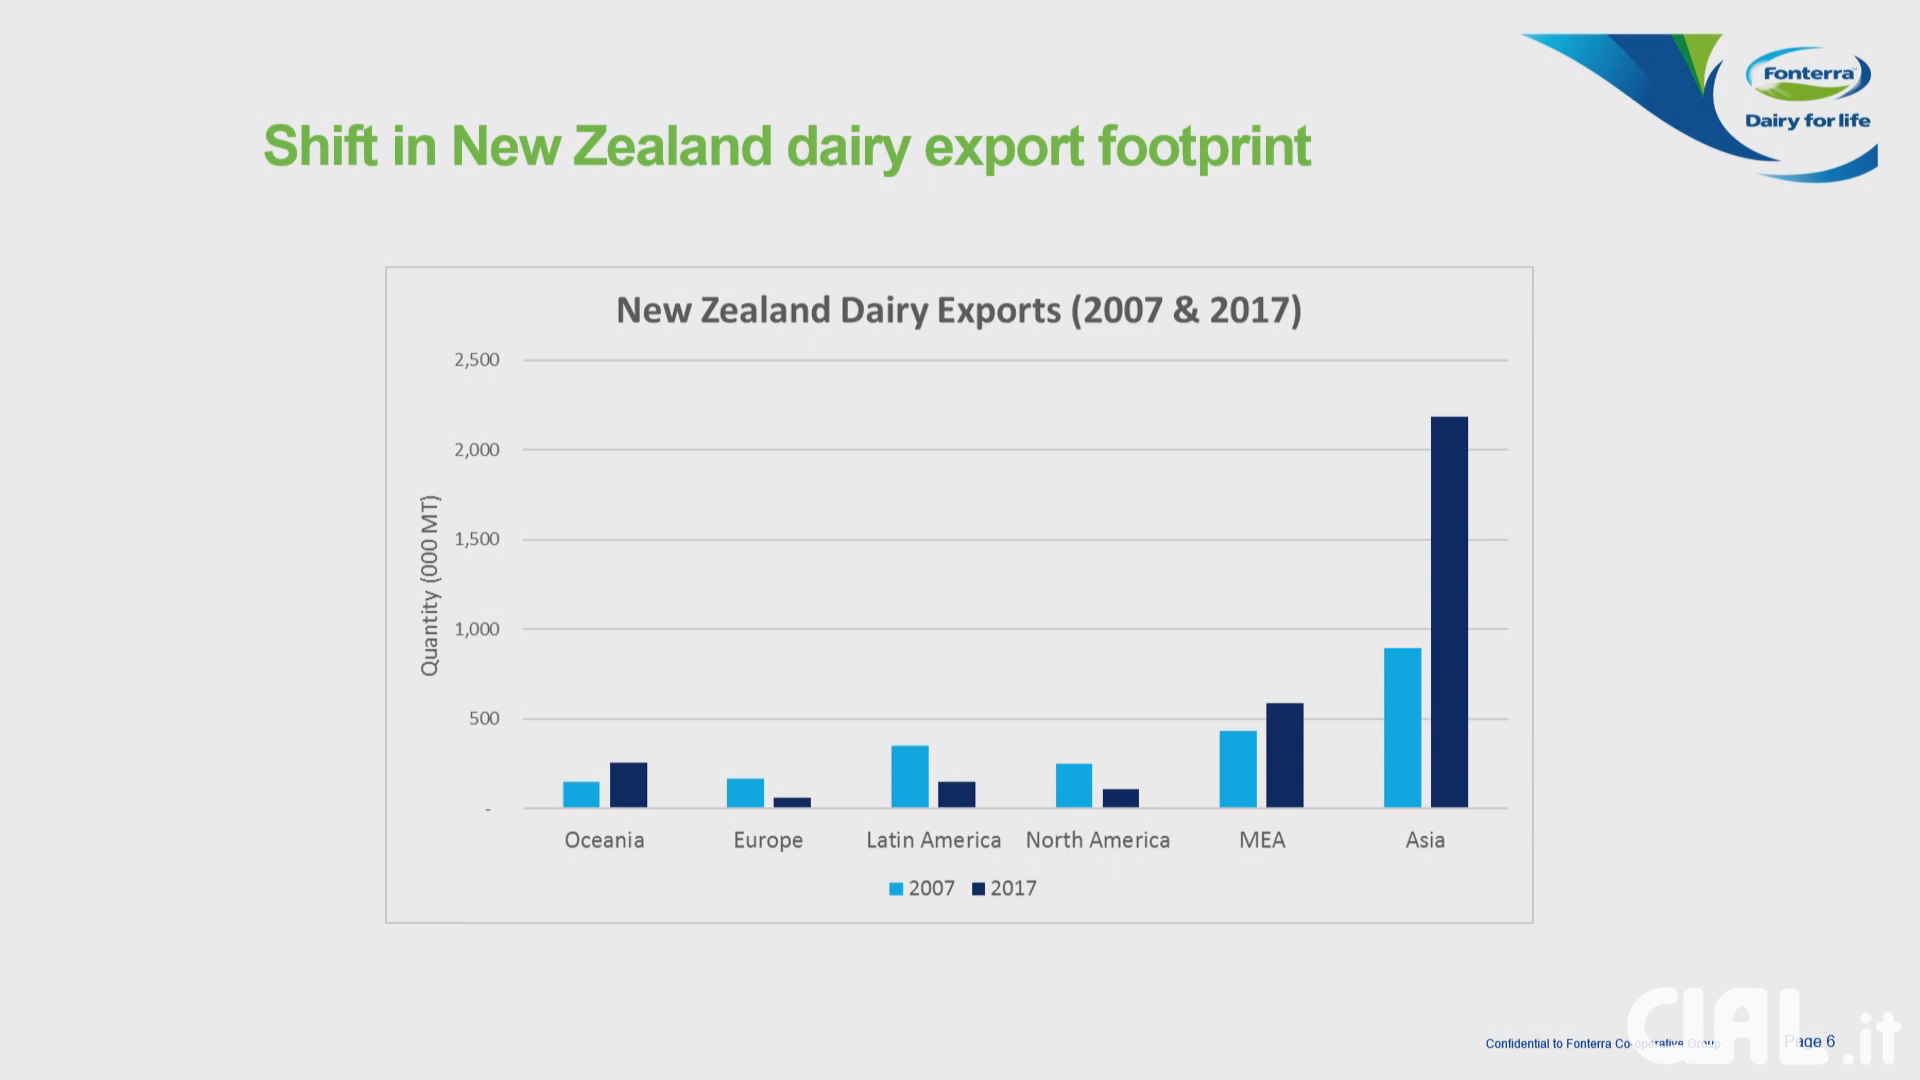 Fonterra
Dairy for life
Shift in New Zealand dairy export footprint
New Zealand Dairy Exports (2007 & 2017)
Quantity (000 MT)
2,500
2,000
1,500
1,000
500
-
Oceania Europe Latin America North America MEA Asia
2007 2017
Confidential to Fonterra Co-operative Group Page 6
CLAL.it